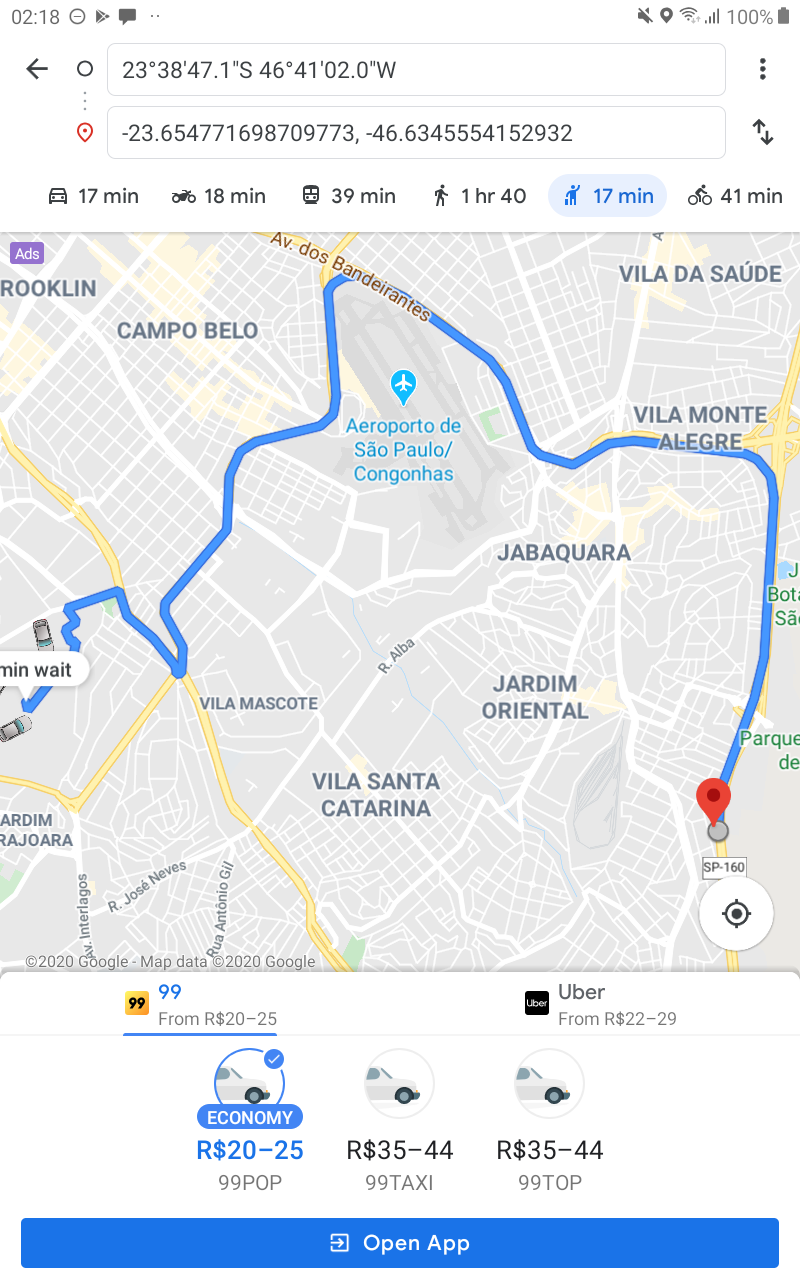 02:18
100%
23°38'47.1"S 46°41'02.0"W
-23.654771698709773, -46.6345554152932
17 min
18 min
39 min
1 hr 40
17 min
41 min
Ads
Av. dos Bandeirantes
VILA DA SAÚDE
ROOKLIN
CAMPO BELO
Aeroporto de
São Paulo/
Congonhas
VILA MONTE
ALEGRE
JABAQUARA
J
Bota
São
min wait
R. Alba
VILA MASCOTE
JARDIM
ORIENTAL
Parque
de
VILA SANTA
CATARINA
ARDIM
RAJOARA
R. José Neves
Av. Interlagos
Rua Antônio Gil
SP-160
©2020 Google - Map data ©2020 Google
99
99
From R$20–25
Uber
Uber
From R$22–29
ECONOMY
R$20–25
99POP
R$35–44
99TAXI
R$35–44
99TOP
Open App